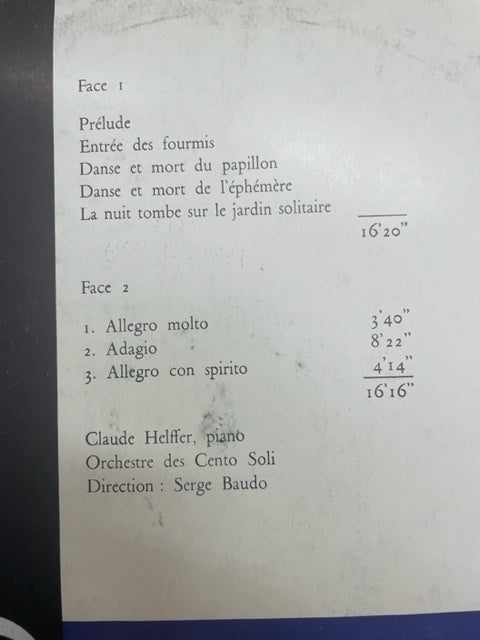 Face 1
Prélude
Entrée des fourmis
Danse et mort du papillon
Danse et mort de l'éphémère
La nuit tombe sur le jardin solitaire
16'20"
Face 2
1. Allegro molto 3'40"
2. Adagio 8'22"
3. Allegro con spirito 4'14"
16'16"
Claude Helffer, piano
Orchestre des Cento Soli
Direction : Serge Baudo